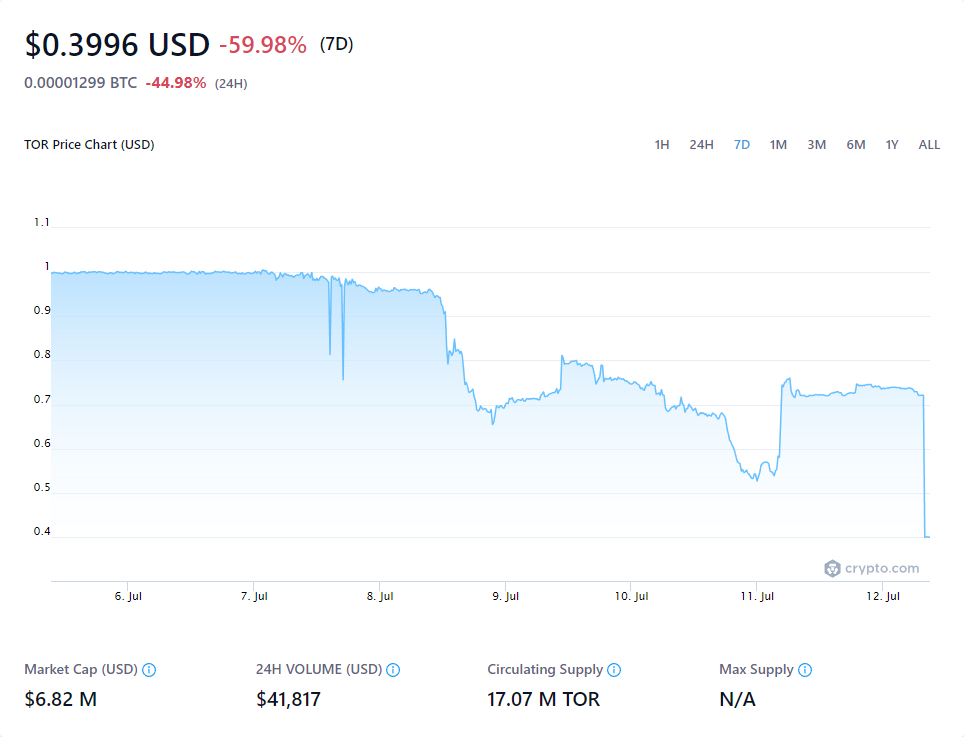 $0.3996 USD -59.98% (7D)
0.00001299 BTC -44.98% (24H)
TOR Price Chart (USD) 1H 24H 7D 1M 3M 6M 1Y ALL
1.1
1
0.9
0.8
0.7
0.6
0.5
0.4
crypto.com
6. Jul 7. Jul 8. Jul 9. Jul 10. Jul 11. Jul 12. Jul
Market Cap (USD) 24H VOLUME (USD) Circulating Supply Max Supply
$6.82 M $41,817 17.07 M TOR N/A